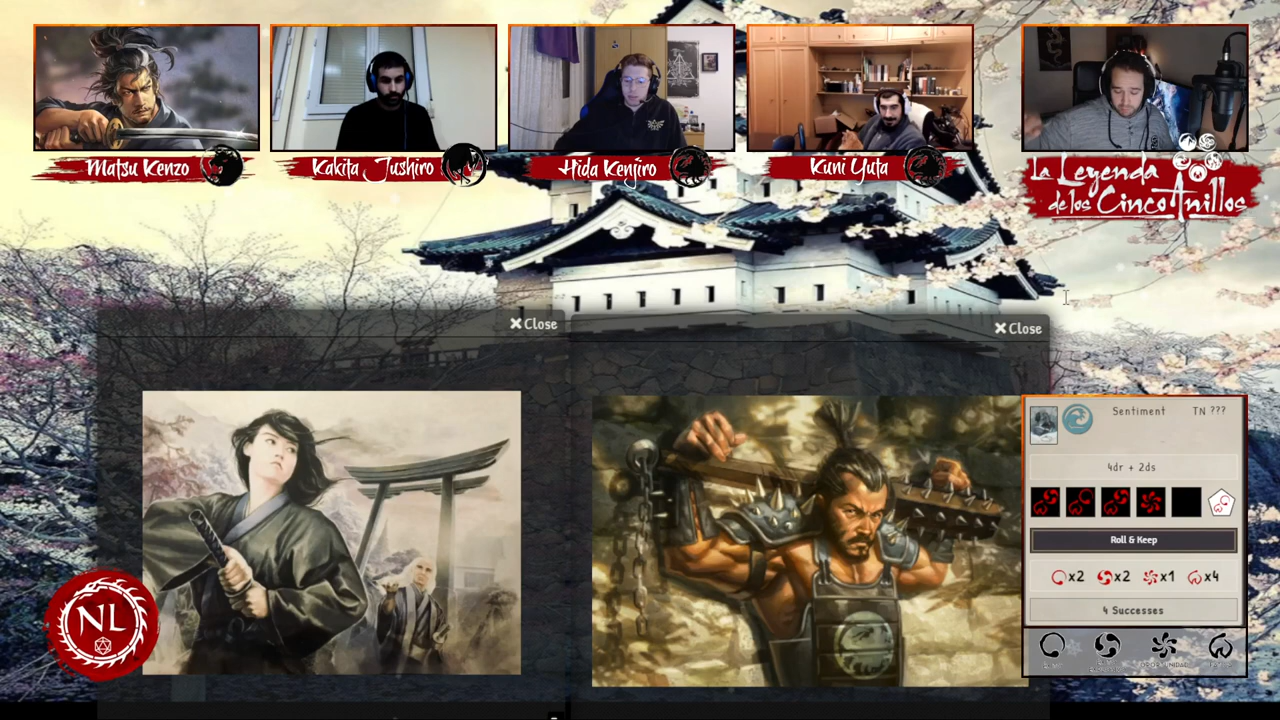 Matsu Kenzo
Kakita Jushiro
Hida Kenjiro
Kuni Yuta
La Leyenda
de los Cinco Anillos
Close
Close
Sentiment
TN ???
4dr + 2ds
Roll & Keep
x2
x2
x1
x4
4 Successes
OPORTUNIDAD
NL